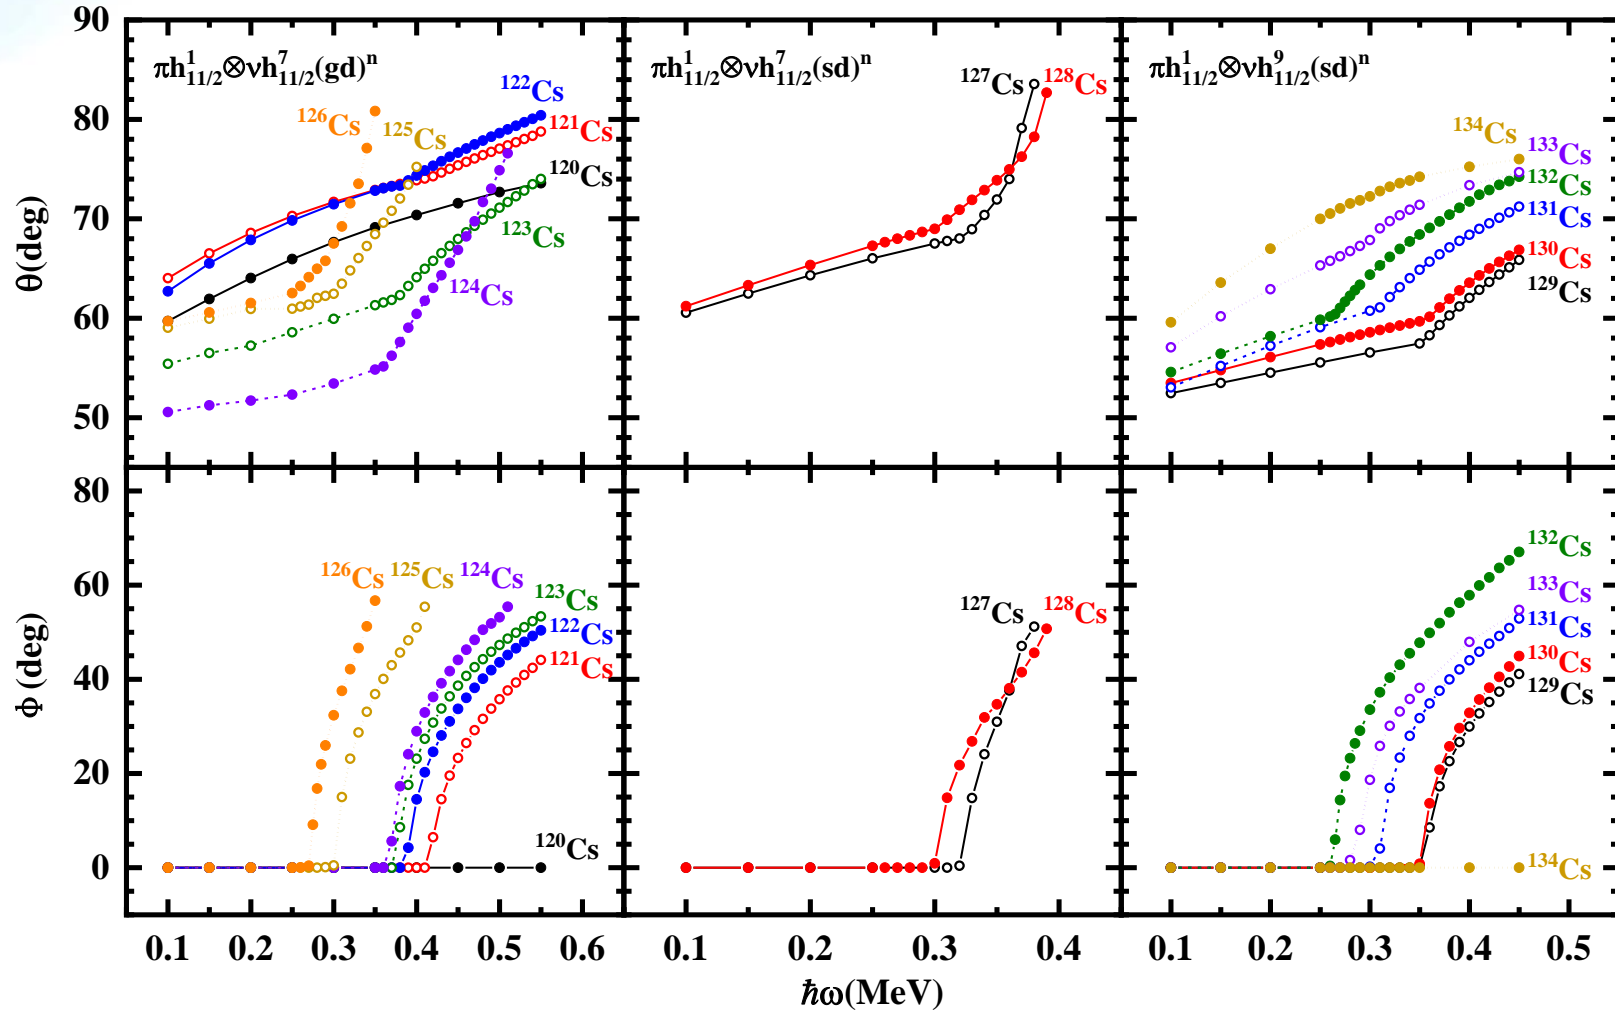 90
80
70
60
50
θ(deg)
πh¹₁₁/₂⊗νh⁷₁₁/₂(gd)ⁿ
¹²⁶Cs
¹²⁵Cs
¹²²Cs
¹²¹Cs
¹²⁰Cs
¹²³Cs
¹²⁴Cs
πh¹₁₁/₂⊗νh⁷₁₁/₂(sd)ⁿ
¹²⁷Cs
¹²⁸Cs
πh¹₁₁/₂⊗νh⁹₁₁/₂(sd)ⁿ
¹³⁴Cs
¹³³Cs
¹³²Cs
¹³¹Cs
¹³⁰Cs
¹²⁹Cs
80
60
40
20
0
Φ (deg)
¹²⁶Cs
¹²⁵Cs
¹²⁴Cs
¹²³Cs
¹²²Cs
¹²¹Cs
¹²⁰Cs
¹²⁷Cs
¹²⁸Cs
¹³²Cs
¹³³Cs
¹³¹Cs
¹³⁰Cs
¹²⁹Cs
¹³⁴Cs
0.1 0.2 0.3 0.4 0.5 0.6
0.1 0.2 0.3 0.4
0.1 0.2 0.3 0.4 0.5
ℏω(MeV)